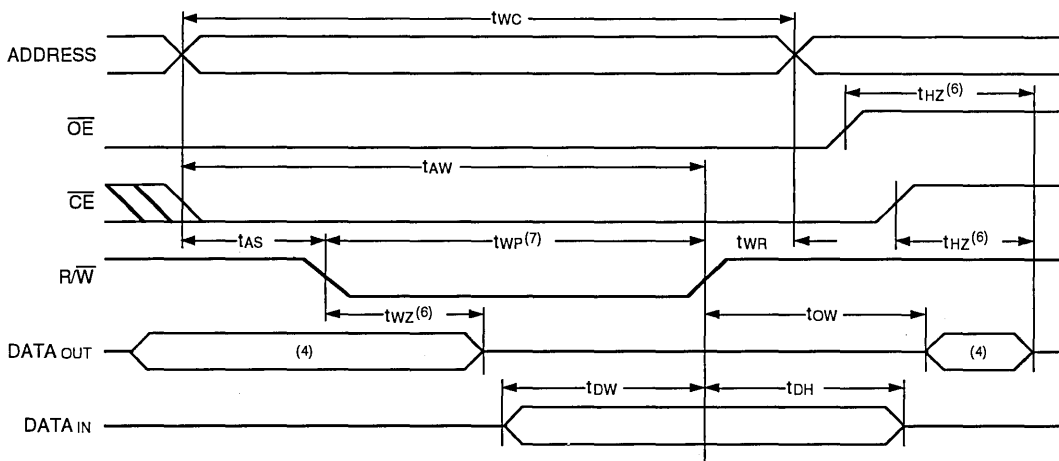 tWC
ADDRESS
tHZ(6)
OE
tAW
CE
tAS tWP(7) tWR tHZ(6)
R/W
tWZ(6) tOW
DATA OUT (4) (4)
tDW tDH
DATA IN